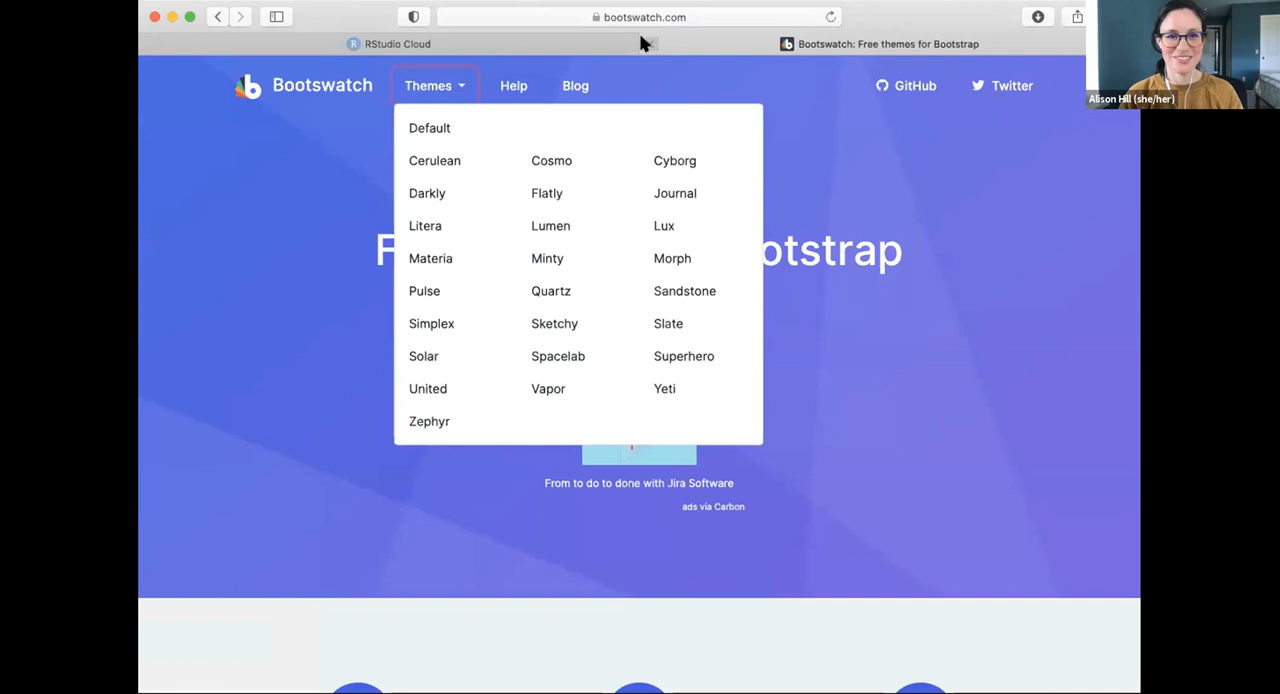 bootswatch.com
RStudio Cloud
Bootswatch: Free themes for Bootstrap
Bootswatch Themes Help Blog GitHub Twitter
Alison Hill (she/her)
Default
Cerulean Cosmo Cyborg
Darkly Flatly Journal
Litera Lumen Lux
F otstrap
Materia Minty Morph
Pulse Quartz Sandstone
Simplex Sketchy Slate
Solar Spacelab Superhero
United Vapor Yeti
Zephyr
From to do to done with Jira Software
ads via Carbon